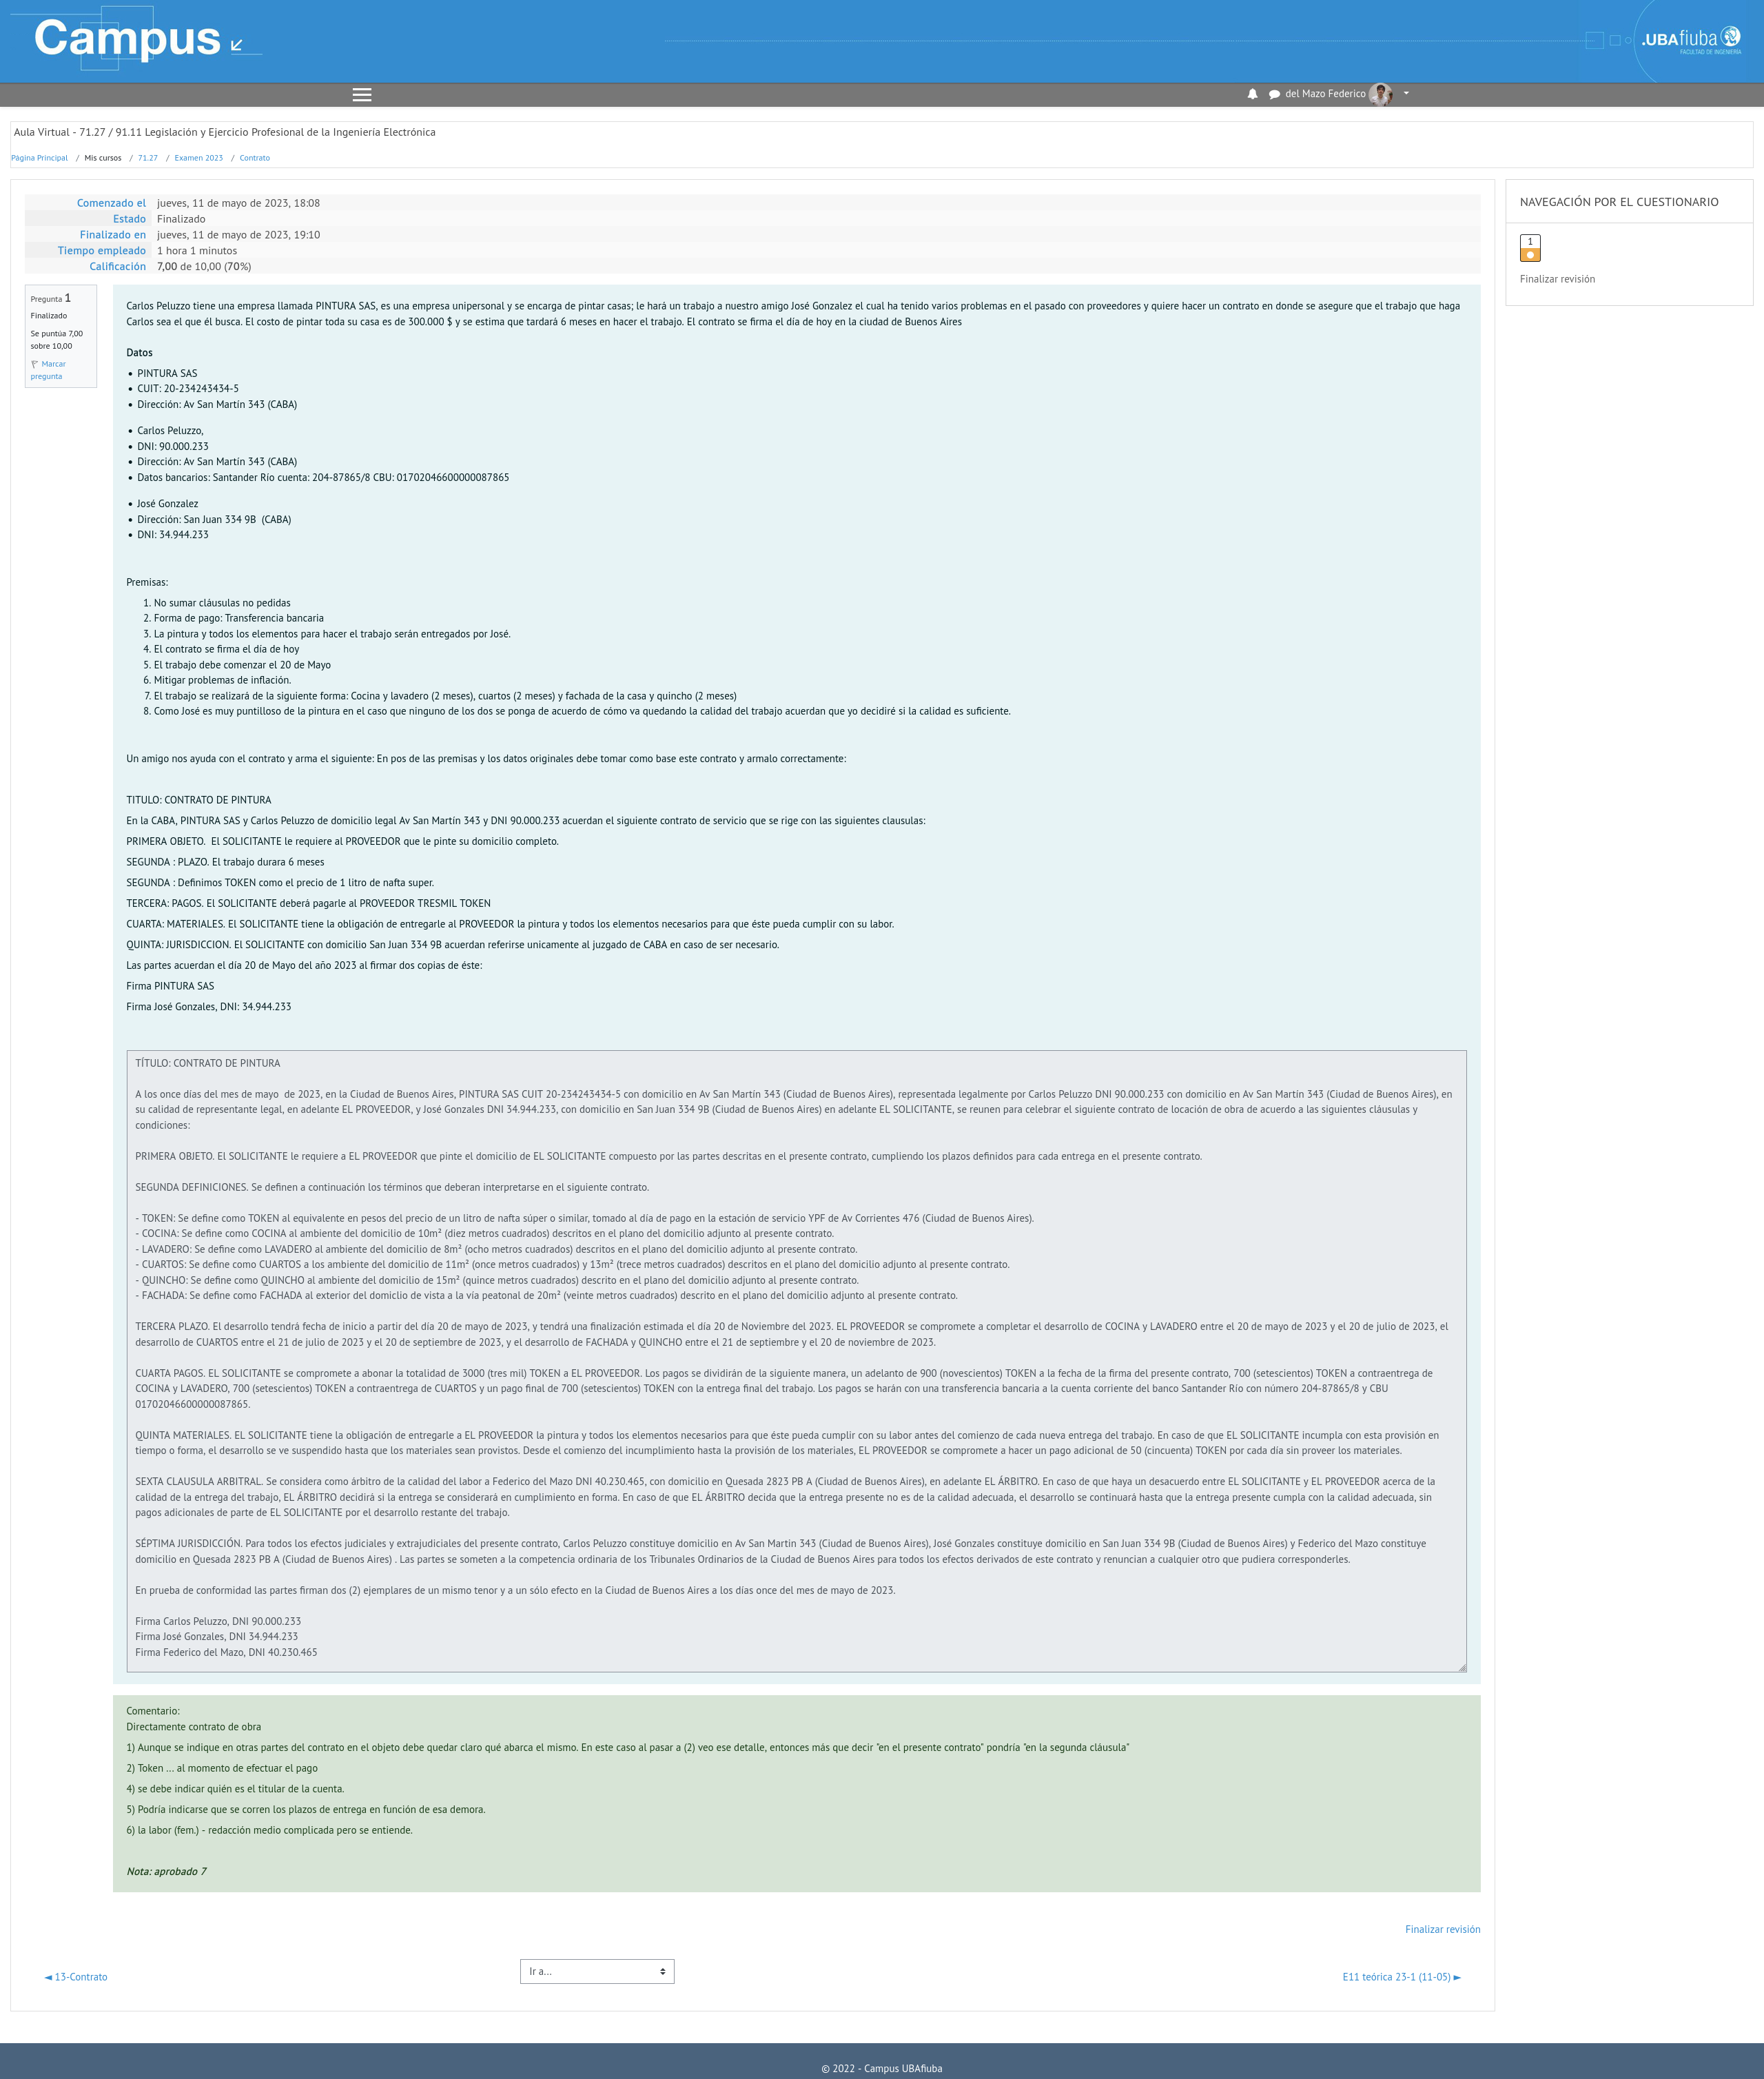 Campus
.UBAfiuba
FACULTAD DE INGENIERÍA
del Mazo Federico
Aula Virtual - 71.27 / 91.11 Legislación y Ejercicio Profesional de la Ingeniería Electrónica
Página Principal / Mis cursos / 71.27 / Examen 2023 / Contrato
Comenzado el jueves, 11 de mayo de 2023, 18:08
Estado Finalizado
Finalizado en jueves, 11 de mayo de 2023, 19:10
Tiempo empleado 1 hora 1 minutos
Calificación 7,00 de 10,00 (70%)
NAVEGACIÓN POR EL CUESTIONARIO
1
Finalizar revisión
Pregunta 1
Finalizado
Se puntúa 7,00
sobre 10,00
Marcar
pregunta
Carlos Peluzzo tiene una empresa llamada PINTURA SAS, es una empresa unipersonal y se encarga de pintar casas; le hará un trabajo a nuestro amigo José Gonzalez el cual ha tenido varios problemas en el pasado con proveedores y quiere hacer un contrato en donde se asegure que el trabajo que haga
Carlos sea el que él busca. El costo de pintar toda su casa es de 300.000 $ y se estima que tardará 6 meses en hacer el trabajo. El contrato se firma el día de hoy en la ciudad de Buenos Aires
Datos
• PINTURA SAS
• CUIT: 20-234243434-5
• Dirección: Av San Martín 343 (CABA)
• Carlos Peluzzo,
• DNI: 90.000.233
• Dirección: Av San Martín 343 (CABA)
• Datos bancarios: Santander Río cuenta: 204-87865/8 CBU: 01702046600000087865
• José Gonzalez
• Dirección: San Juan 334 9B (CABA)
• DNI: 34.944.233
Premisas:
1. No sumar cláusulas no pedidas
2. Forma de pago: Transferencia bancaria
3. La pintura y todos los elementos para hacer el trabajo serán entregados por José.
4. El contrato se firma el día de hoy
5. El trabajo debe comenzar el 20 de Mayo
6. Mitigar problemas de inflación.
7. El trabajo se realizará de la siguiente forma: Cocina y lavadero (2 meses), cuartos (2 meses) y fachada de la casa y quincho (2 meses)
8. Como José es muy puntilloso de la pintura en el caso que ninguno de los dos se ponga de acuerdo de cómo va quedando la calidad del trabajo acuerdan que yo decidiré si la calidad es suficiente.
Un amigo nos ayuda con el contrato y arma el siguiente: En pos de las premisas y los datos originales debe tomar como base este contrato y armalo correctamente:
TITULO: CONTRATO DE PINTURA
En la CABA, PINTURA SAS y Carlos Peluzzo de domicilio legal Av San Martín 343 y DNI 90.000.233 acuerdan el siguiente contrato de servicio que se rige con las siguientes clausulas:
PRIMERA OBJETO. El SOLICITANTE le requiere al PROVEEDOR que le pinte su domicilio completo.
SEGUNDA : PLAZO. El trabajo durara 6 meses
SEGUNDA : Definimos TOKEN como el precio de 1 litro de nafta super.
TERCERA: PAGOS. El SOLICITANTE deberá pagarle al PROVEEDOR TRESMIL TOKEN
CUARTA: MATERIALES. El SOLICITANTE tiene la obligación de entregarle al PROVEEDOR la pintura y todos los elementos necesarios para que éste pueda cumplir con su labor.
QUINTA: JURISDICCION. El SOLICITANTE con domicilio San Juan 334 9B acuerdan referirse unicamente al juzgado de CABA en caso de ser necesario.
Las partes acuerdan el día 20 de Mayo del año 2023 al firmar dos copias de éste:
Firma PINTURA SAS
Firma José Gonzales, DNI: 34.944.233
TÍTULO: CONTRATO DE PINTURA
A los once días del mes de mayo de 2023, en la Ciudad de Buenos Aires, PINTURA SAS CUIT 20-234243434-5 con domicilio en Av San Martín 343 (Ciudad de Buenos Aires), representada legalmente por Carlos Peluzzo DNI 90.000.233 con domicilio en Av San Martín 343 (Ciudad de Buenos Aires), en
su calidad de representante legal, en adelante EL PROVEEDOR, y José Gonzales DNI 34.944.233, con domicilio en San Juan 334 9B (Ciudad de Buenos Aires) en adelante EL SOLICITANTE, se reunen para celebrar el siguiente contrato de locación de obra de acuerdo a las siguientes cláusulas y
condiciones:
PRIMERA OBJETO. El SOLICITANTE le requiere a EL PROVEEDOR que pinte el domicilio de EL SOLICITANTE compuesto por las partes descritas en el presente contrato, cumpliendo los plazos definidos para cada entrega en el presente contrato.
SEGUNDA DEFINICIONES. Se definen a continuación los términos que deberan interpretarse en el siguiente contrato.
- TOKEN: Se define como TOKEN al equivalente en pesos del precio de un litro de nafta súper o similar, tomado al día de pago en la estación de servicio YPF de Av Corrientes 476 (Ciudad de Buenos Aires).
- COCINA: Se define como COCINA al ambiente del domicilio de 10m² (diez metros cuadrados) descritos en el plano del domicilio adjunto al presente contrato.
- LAVADERO: Se define como LAVADERO al ambiente del domicilio de 8m² (ocho metros cuadrados) descritos en el plano del domicilio adjunto al presente contrato.
- CUARTOS: Se define como CUARTOS a los ambiente del domicilio de 11m² (once metros cuadrados) y 13m² (trece metros cuadrados) descritos en el plano del domicilio adjunto al presente contrato.
- QUINCHO: Se define como QUINCHO al ambiente del domicilio de 15m² (quince metros cuadrados) descrito en el plano del domicilio adjunto al presente contrato.
- FACHADA: Se define como FACHADA al exterior del domiclio de vista a la vía peatonal de 20m² (veinte metros cuadrados) descrito en el plano del domicilio adjunto al presente contrato.
TERCERA PLAZO. El desarrollo tendrá fecha de inicio a partir del día 20 de mayo de 2023, y tendrá una finalización estimada el día 20 de Noviembre del 2023. EL PROVEEDOR se compromete a completar el desarrollo de COCINA y LAVADERO entre el 20 de mayo de 2023 y el 20 de julio de 2023, el
desarrollo de CUARTOS entre el 21 de julio de 2023 y el 20 de septiembre de 2023, y el desarrollo de FACHADA y QUINCHO entre el 21 de septiembre y el 20 de noviembre de 2023.
CUARTA PAGOS. EL SOLICITANTE se compromete a abonar la totalidad de 3000 (tres mil) TOKEN a EL PROVEEDOR. Los pagos se dividirán de la siguiente manera, un adelanto de 900 (novescientos) TOKEN a la fecha de la firma del presente contrato, 700 (setescientos) TOKEN a contraentrega de
COCINA y LAVADERO, 700 (setescientos) TOKEN a contraentrega de CUARTOS y un pago final de 700 (setescientos) TOKEN con la entrega final del trabajo. Los pagos se harán con una transferencia bancaria a la cuenta corriente del banco Santander Río con número 204-87865/8 y CBU
01702046600000087865.
QUINTA MATERIALES. EL SOLICITANTE tiene la obligación de entregarle a EL PROVEEDOR la pintura y todos los elementos necesarios para que éste pueda cumplir con su labor antes del comienzo de cada nueva entrega del trabajo. En caso de que EL SOLICITANTE incumpla con esta provisión en
tiempo o forma, el desarrollo se ve suspendido hasta que los materiales sean provistos. Desde el comienzo del incumplimiento hasta la provisión de los materiales, EL PROVEEDOR se compromete a hacer un pago adicional de 50 (cincuenta) TOKEN por cada día sin proveer los materiales.
SEXTA CLAUSULA ARBITRAL. Se considera como árbitro de la calidad del labor a Federico del Mazo DNI 40.230.465, con domicilio en Quesada 2823 PB A (Ciudad de Buenos Aires), en adelante EL ÁRBITRO. En caso de que haya un desacuerdo entre EL SOLICITANTE y EL PROVEEDOR acerca de la
calidad de la entrega del trabajo, EL ÁRBITRO decidirá si la entrega se considerará en cumplimiento en forma. En caso de que EL ÁRBITRO decida que la entrega presente no es de la calidad adecuada, el desarrollo se continuará hasta que la entrega presente cumpla con la calidad adecuada, sin
pagos adicionales de parte de EL SOLICITANTE por el desarrollo restante del trabajo.
SÉPTIMA JURISDICCIÓN. Para todos los efectos judiciales y extrajudiciales del presente contrato, Carlos Peluzzo constituye domicilio en Av San Martin 343 (Ciudad de Buenos Aires), José Gonzales constituye domicilio en San Juan 334 9B (Ciudad de Buenos Aires) y Federico del Mazo constituye
domicilio en Quesada 2823 PB A (Ciudad de Buenos Aires) . Las partes se someten a la competencia ordinaria de los Tribunales Ordinarios de la Ciudad de Buenos Aires para todos los efectos derivados de este contrato y renuncian a cualquier otro que pudiera corresponderles.
En prueba de conformidad las partes firman dos (2) ejemplares de un mismo tenor y a un sólo efecto en la Ciudad de Buenos Aires a los días once del mes de mayo de 2023.
Firma Carlos Peluzzo, DNI 90.000.233
Firma José Gonzales, DNI 34.944.233
Firma Federico del Mazo, DNI 40.230.465
Comentario:
Directamente contrato de obra
1) Aunque se indique en otras partes del contrato en el objeto debe quedar claro qué abarca el mismo. En este caso al pasar a (2) veo ese detalle, entonces más que decir "en el presente contrato" pondría "en la segunda cláusula"
2) Token ... al momento de efectuar el pago
4) se debe indicar quién es el titular de la cuenta.
5) Podría indicarse que se corren los plazos de entrega en función de esa demora.
6) la labor (fem.) - redacción medio complicada pero se entiende.
Nota: aprobado 7
Finalizar revisión
◄ 13-Contrato
Ir a...
E11 teórica 23-1 (11-05) ►
© 2022 - Campus UBAfiuba